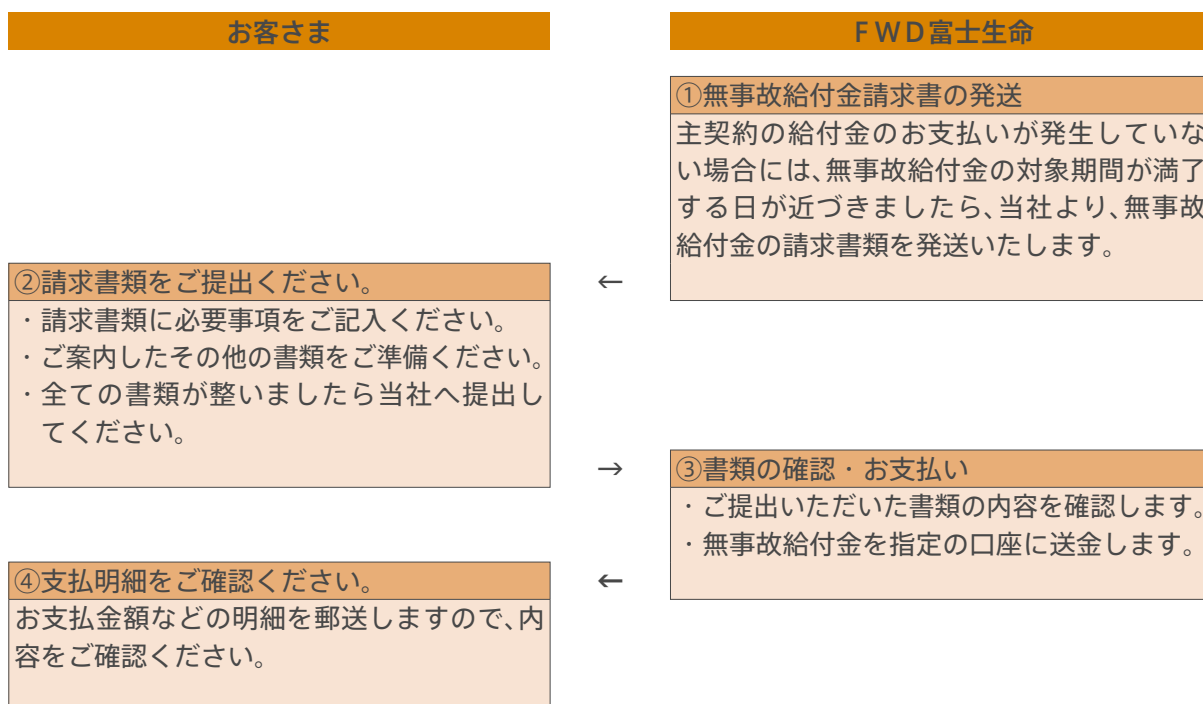 お客さま
ＦＷＤ富士生命
①無事故給付金請求書の発送
主契約の給付金のお支払いが発生していな
い場合には、無事故給付金の対象期間が満了
する日が近づきましたら、当社より、無事故
給付金の請求書類を発送いたします。
←
②請求書類をご提出ください。
・請求書類に必要事項をご記入ください。
・ご案内したその他の書類をご準備ください。
・全ての書類が整いましたら当社へ提出し
てください。
→
③書類の確認・お支払い
・ご提出いただいた書類の内容を確認します。
・無事故給付金を指定の口座に送金します。
←
④支払明細をご確認ください。
お支払金額などの明細を郵送しますので、内
容をご確認ください。